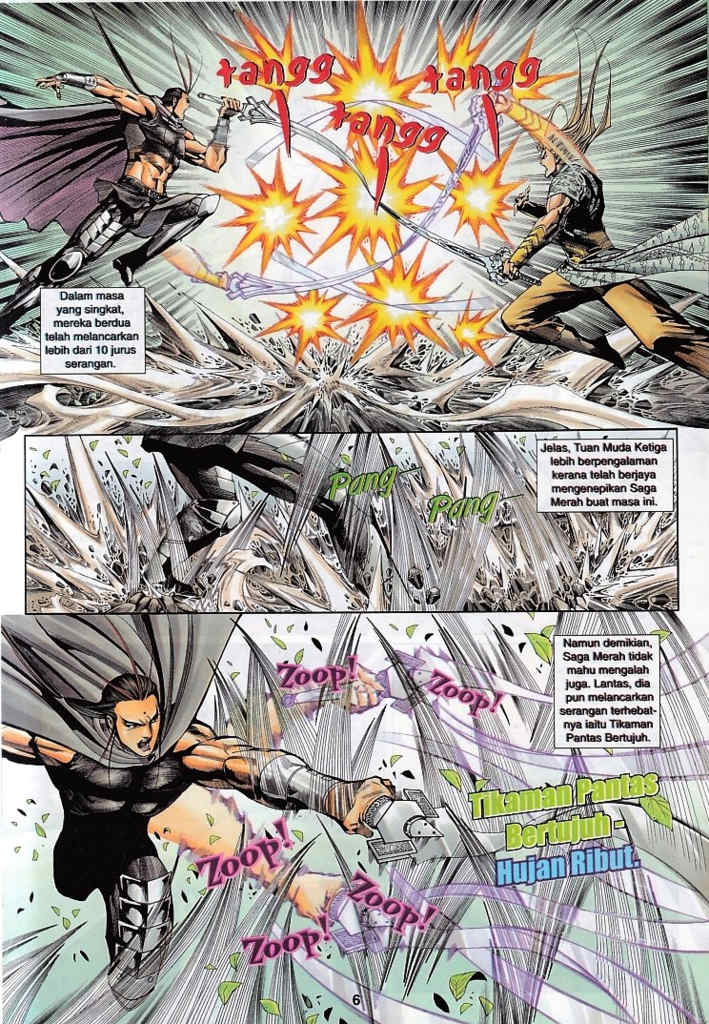 tangg
tangg
tangg
Dalam masa
yang singkat,
mereka berdua
telah melancarkan
lebih dari 10 jurus
serangan.
Jelas, Tuan Muda Ketiga
lebih berpengalaman
kerana telah berjaya
mengenepikan Saga
Merah buat masa ini.
Pang
Pang
Namun demikian,
Saga Merah tidak
mahu mengalah
juga. Lantas, dia
pun melancarkan
serangan terhebat-
nya iaitu Tikaman
Pantas Bertujuh.
Zoop!
Zoop!
Tikaman Pantas
Bertujuh -
Hujan Ribut.
Zoop!
Zoop!
Zoop!
6